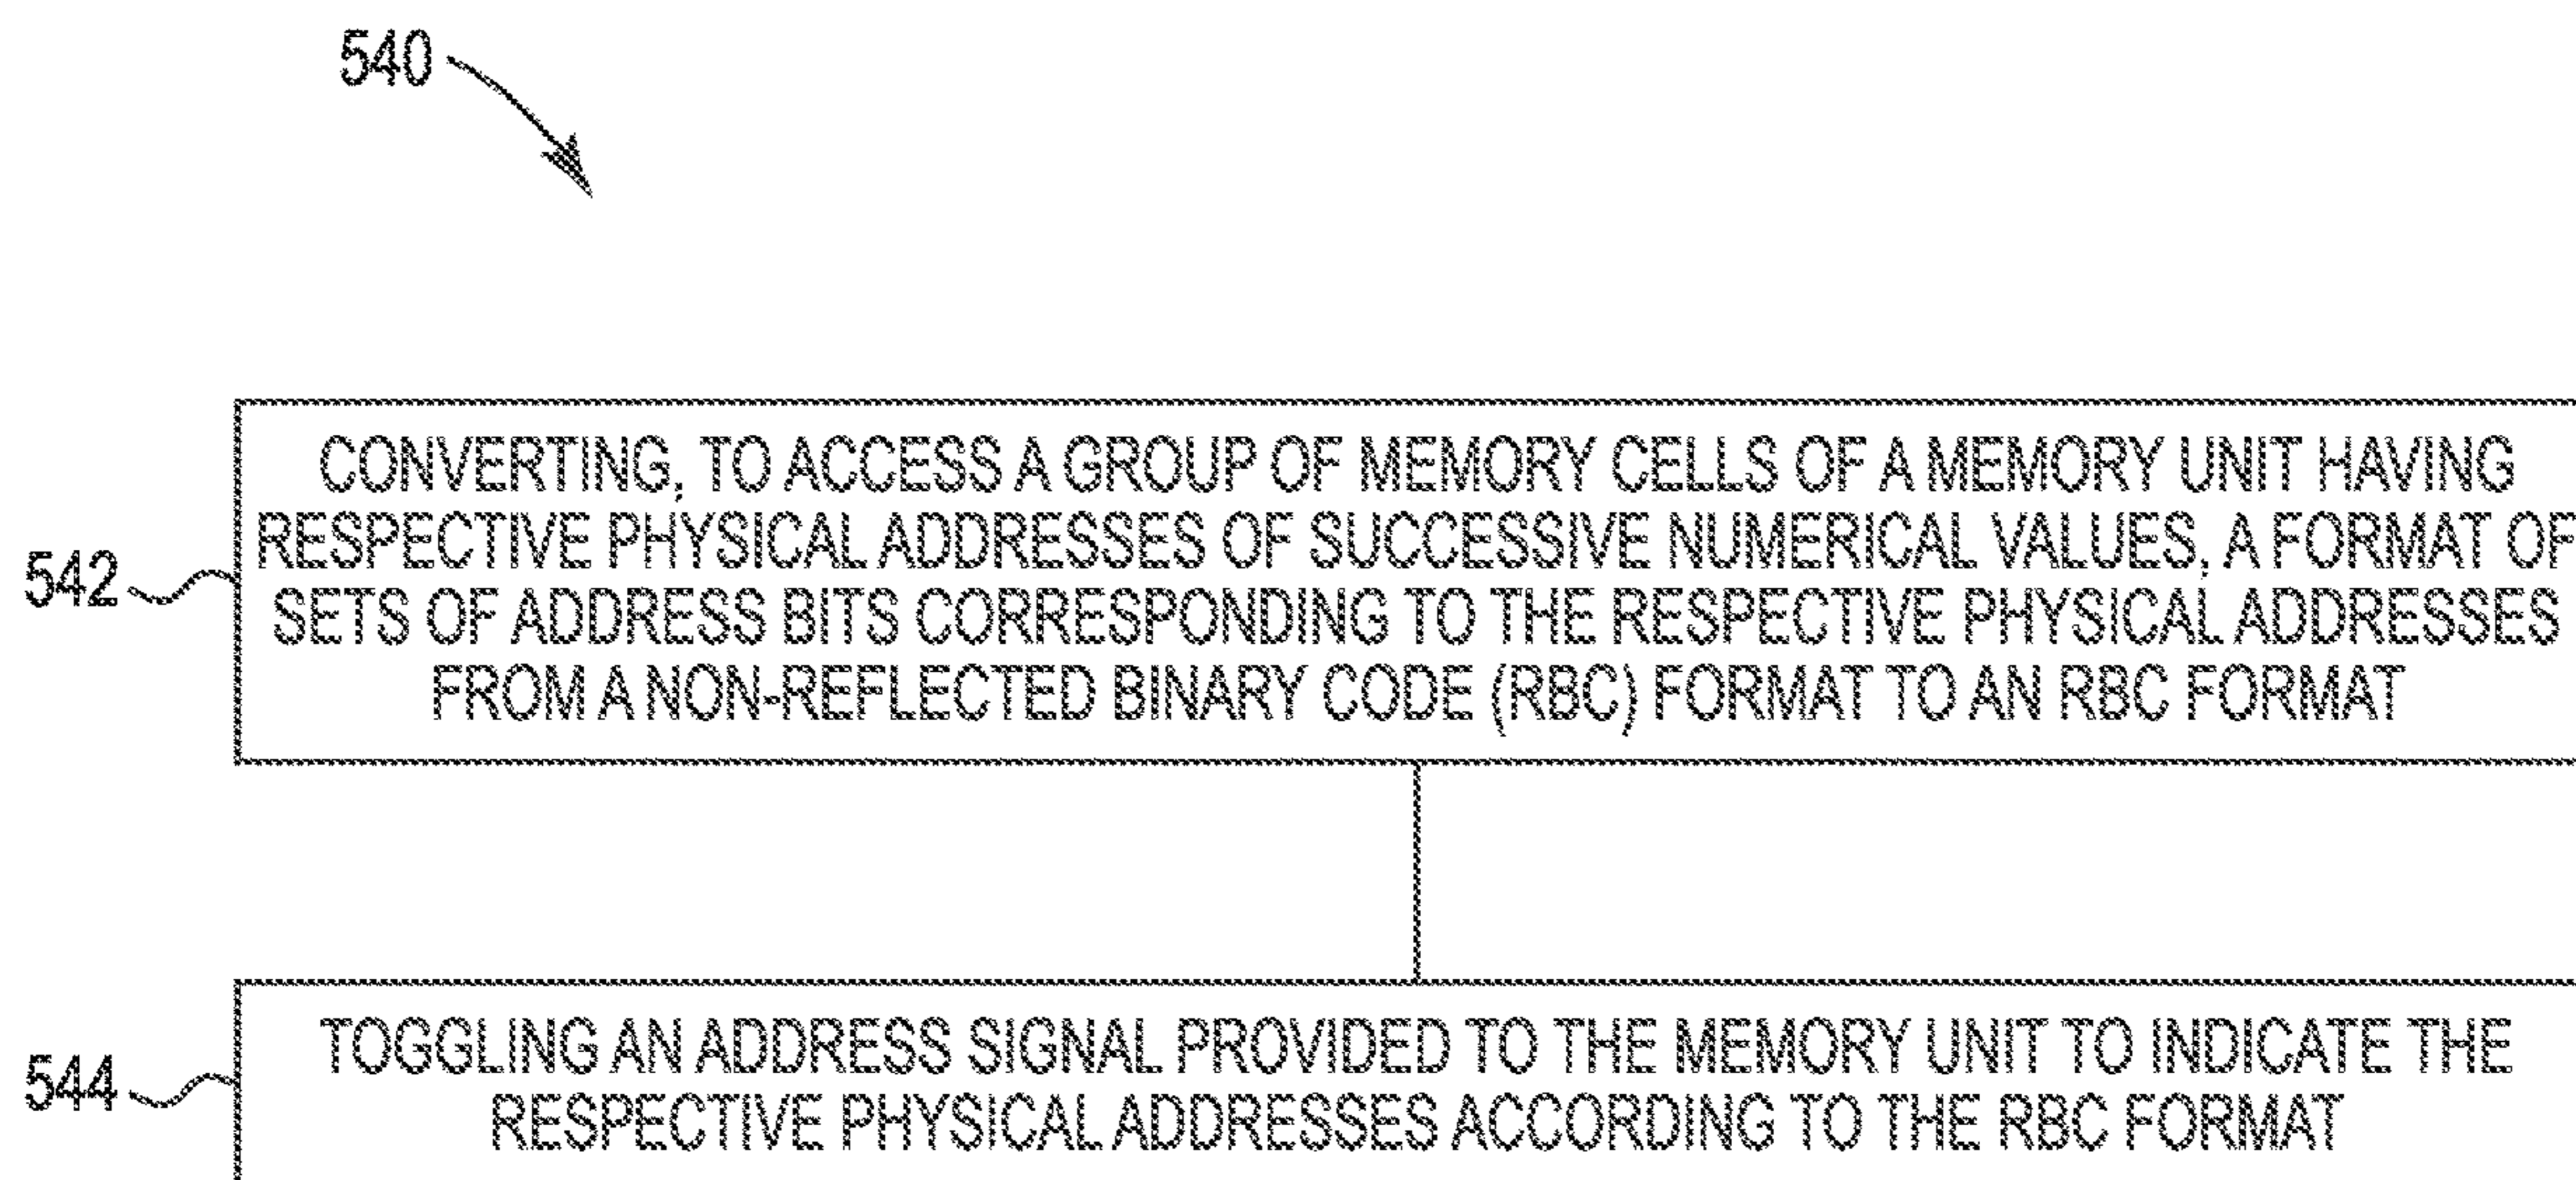 540
CONVERTING, TO ACCESS A GROUP OF MEMORY CELLS OF A MEMORY UNIT HAVING
RESPECTIVE PHYSICAL ADDRESSES OF SUCCESSIVE NUMERICAL VALUES, A FORMAT OF
542
SETS OF ADDRESS BITS CORRESPONDING TO THE RESPECTIVE PHYSICAL ADDRESSES
FROM A NON-REFLECTED BINARY CODE (RBC) FORMAT TO AN RBC FORMAT
TOGGLING AN ADDRESS SIGNAL PROVIDED TO THE MEMORY UNIT TO INDICATE THE
544
RESPECTIVE PHYSICAL ADDRESSES ACCORDING TO THE RBC FORMAT